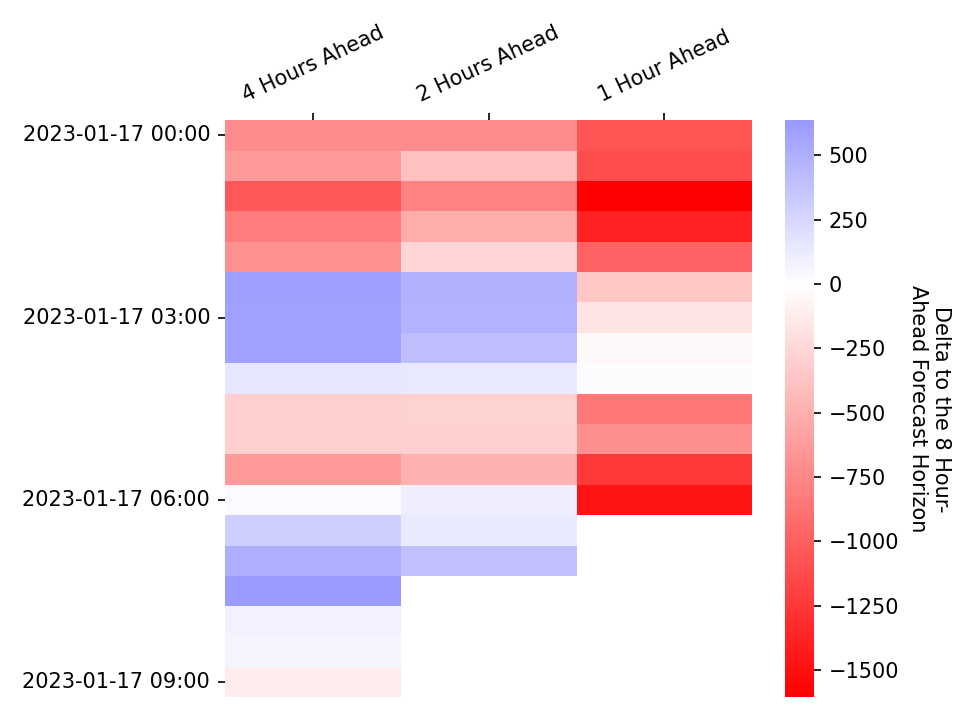 4 Hours Ahead
2 Hours Ahead
1 Hour Ahead
2023-01-17 00:00
2023-01-17 03:00
2023-01-17 06:00
2023-01-17 09:00
500
250
0
−250
−500
−750
−1000
−1250
−1500
Delta to the 8 Hour-
Ahead Forecast Horizon